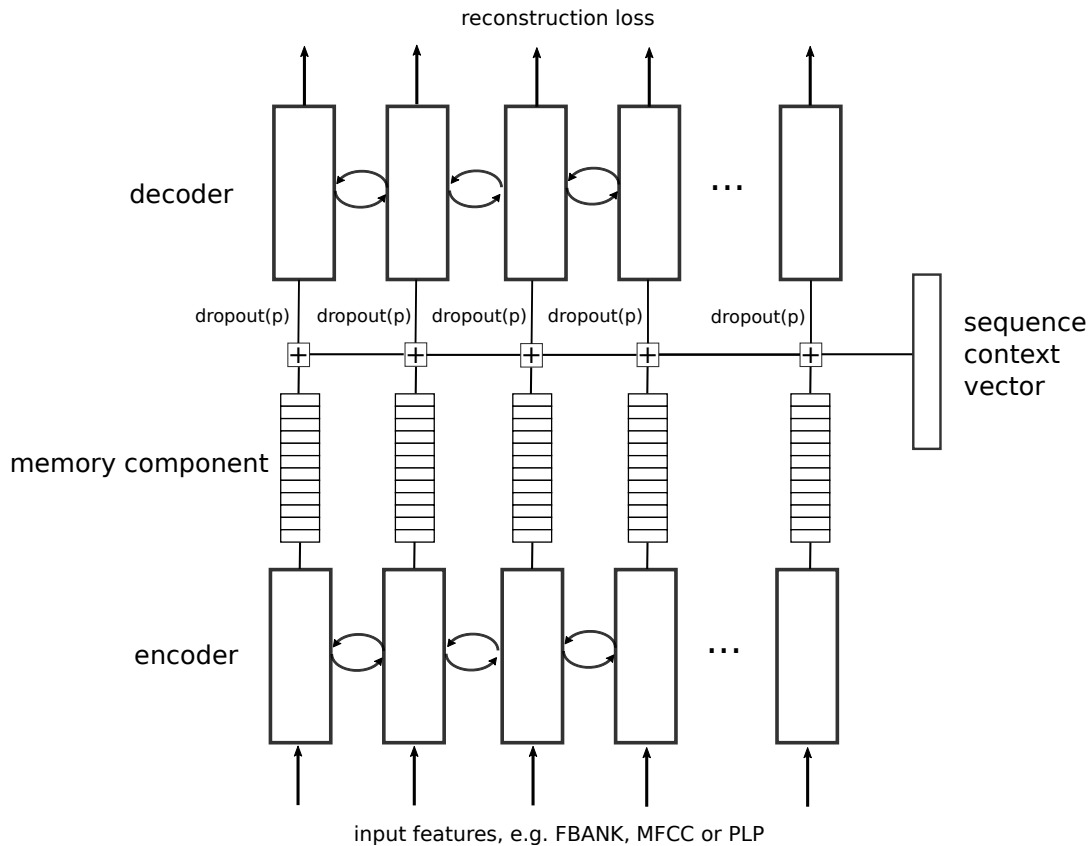 reconstruction loss
decoder
...
dropout(p) dropout(p) dropout(p) dropout(p) dropout(p)
+ + + + +
sequence
context
vector
memory component
encoder
...
input features, e.g. FBANK, MFCC or PLP